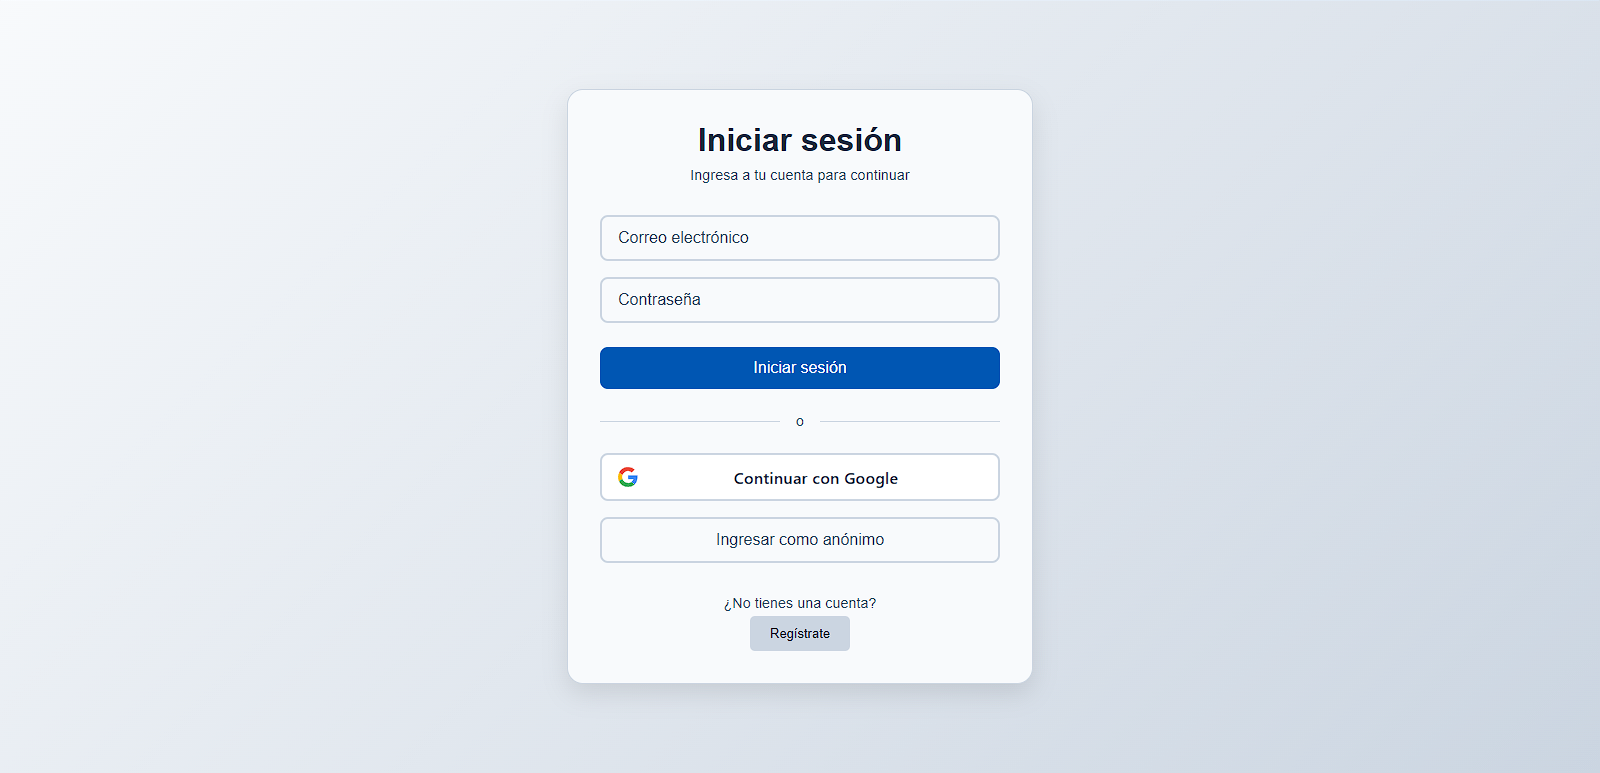 Iniciar sesión
Ingresa a tu cuenta para continuar
Correo electrónico
Contraseña
Iniciar sesión
o
Continuar con Google
Ingresar como anónimo
¿No tienes una cuenta?
Regístrate